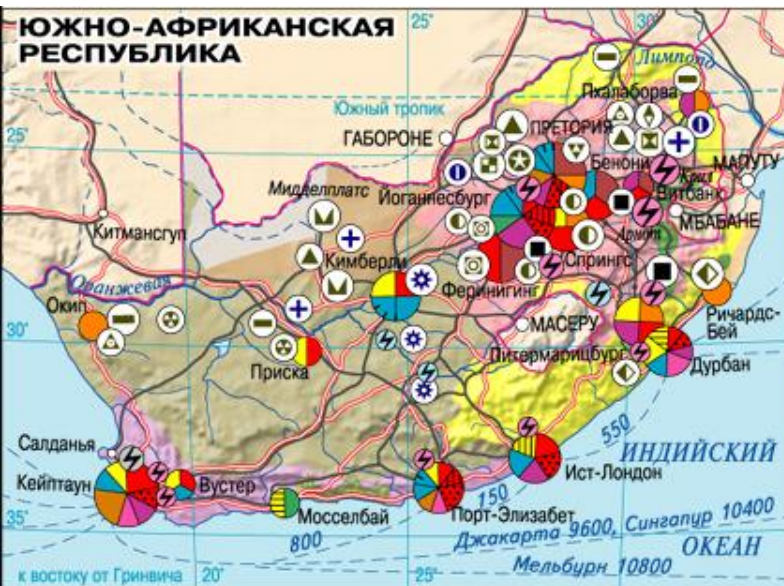 ЮЖНО-АФРИКАНСКАЯ
РЕСПУБЛИКА
25°
30°
Лимпопо
Пхалаборва
Южный тропик
ГАБОРОНЕ
ПРЕТОРИЯ
25°
Бенони
МАПУТУ
Мидделплатс
Йоганнесбург
Витбанк
Китмансгуп
МБАБАНЕ
Кимберли
Спрингс
Оранжевая
Феринигинг
Окип
Ричардс-
Бей
30°
МАСЕРУ
Питермарицбург
Приска
Дурбан
550
Салданья
ИНДИЙСКИЙ
Кейптаун
Вустер
Ист-Лондон
150
Мосселбай
Порт-Элизабет
35°
800
Джакарта 9600, Сингапур 10400
ОКЕАН
к востоку от Гринвича
20°
25°
Мельбурн 10800